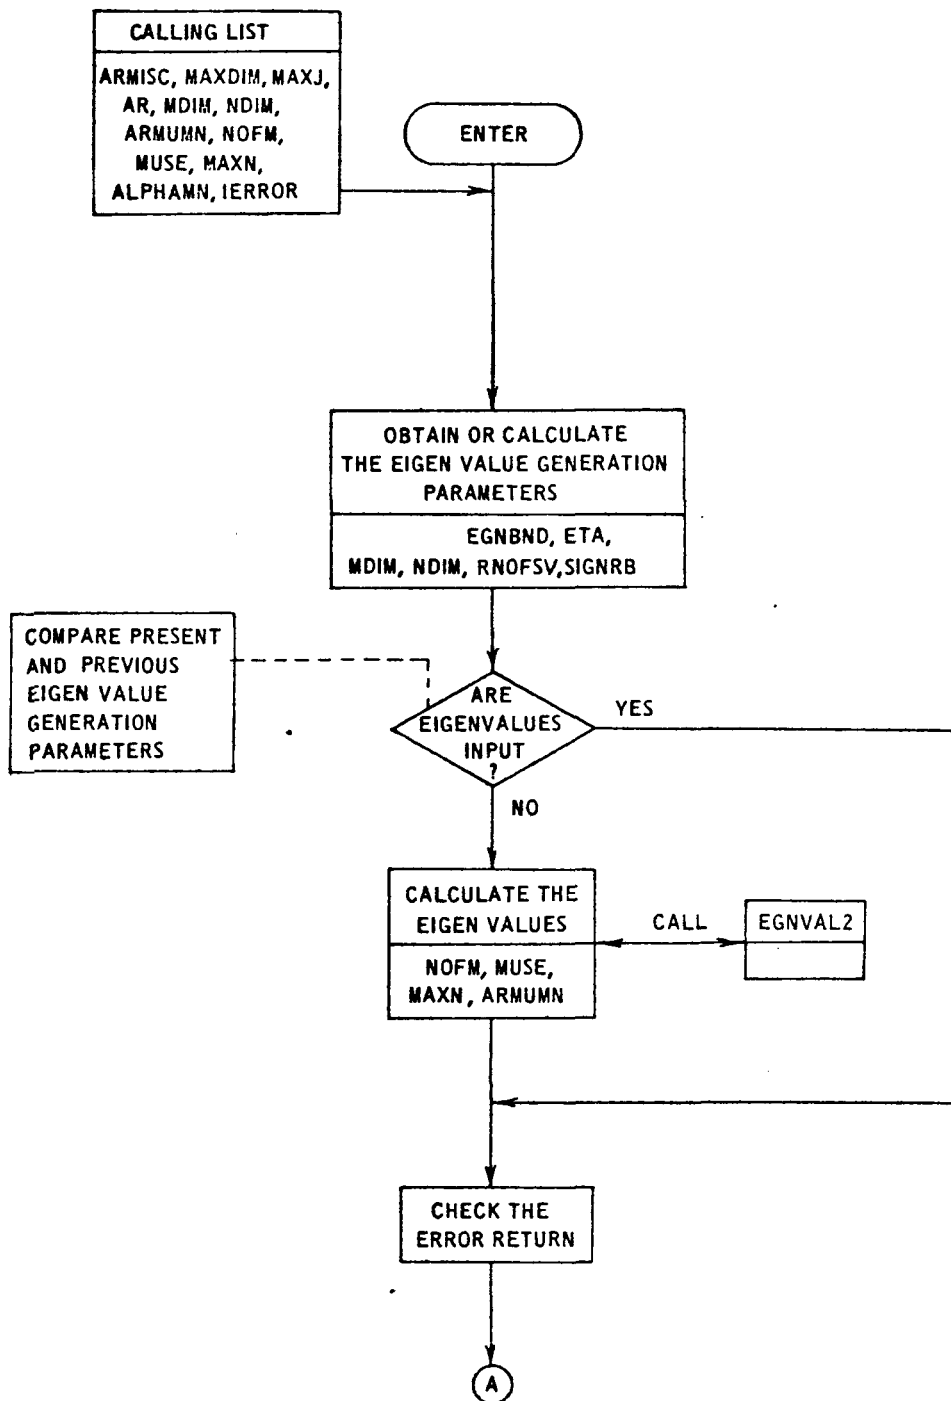 CALLING LIST
ARMISC, MAXDIM, MAXJ,
AR, MDIM, NDIM,
ARMUMN, NOFM,
MUSE, MAXN,
ALPHAMN, IERROR
ENTER
OBTAIN OR CALCULATE
THE EIGEN VALUE GENERATION
PARAMETERS
EGNBND, ETA,
MDIM, NDIM, RNOFSV, SIGNRB
COMPARE PRESENT
AND PREVIOUS
EIGEN VALUE
GENERATION
PARAMETERS
ARE
EIGENVALUES
INPUT
?
YES
NO
CALCULATE THE
EIGEN VALUES
NOFM, MUSE,
MAXN, ARMUMN
CALL
EGNVAL2
CHECK THE
ERROR RETURN
A